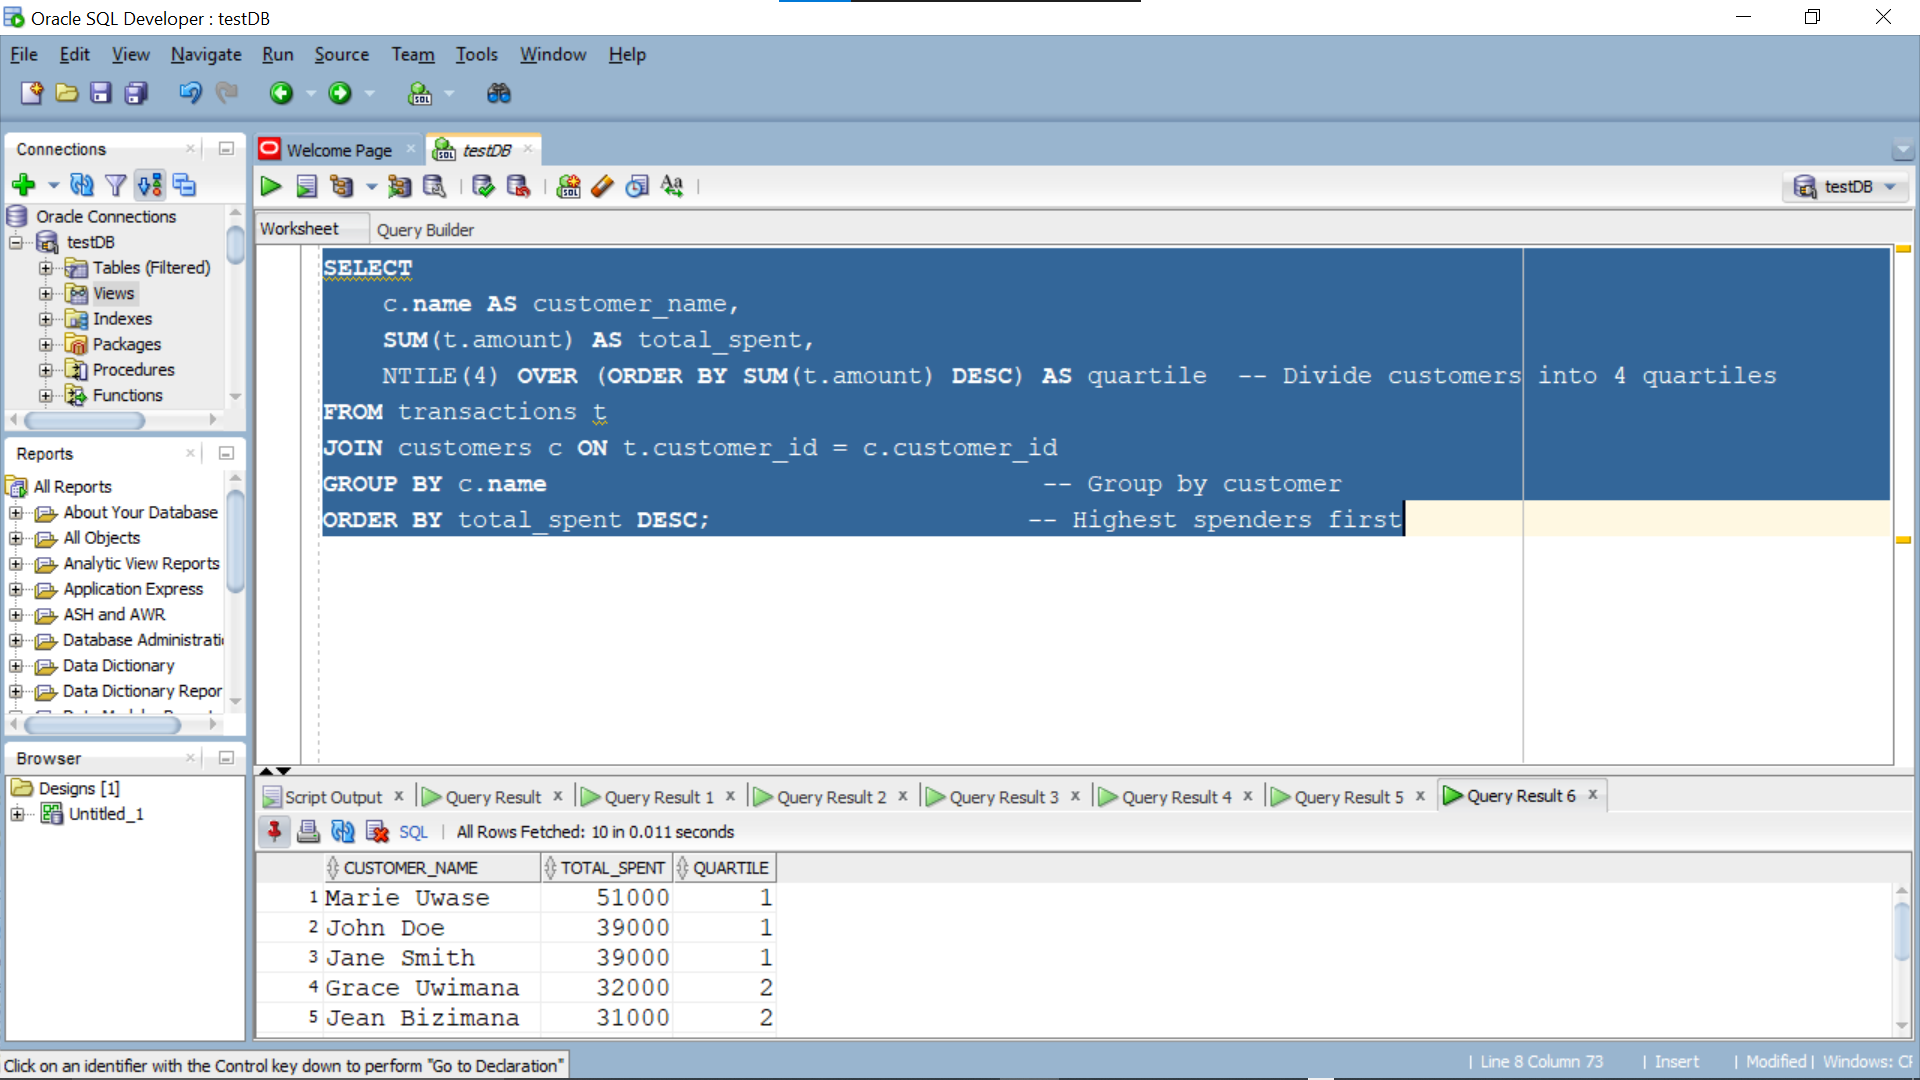 Oracle SQL Developer : testDB
File Edit View Navigate Run Source Team Tools Window Help
Connections
Oracle Connections
testDB
Tables (Filtered)
Views
Indexes
Packages
Procedures
Functions
Reports
All Reports
About Your Database
All Objects
Analytic View Reports
Application Express
ASH and AWR
Database Administrati
Data Dictionary
Data Dictionary Repor
Browser
Designs [1]
Untitled_1
Welcome Page
testDB
testDB
Worksheet Query Builder
SELECT
c.name AS customer_name,
SUM(t.amount) AS total_spent,
NTILE(4) OVER (ORDER BY SUM(t.amount) DESC) AS quartile -- Divide customers into 4 quartiles
FROM transactions t
JOIN customers c ON t.customer_id = c.customer_id
GROUP BY c.name -- Group by customer
ORDER BY total_spent DESC; -- Highest spenders first
Script Output x Query Result x Query Result 1 x Query Result 2 x Query Result 3 x Query Result 4 x Query Result 5 x Query Result 6 x
SQL | All Rows Fetched: 10 in 0.011 seconds
CUSTOMER_NAME TOTAL_SPENT QUARTILE
1 Marie Uwase 51000 1
2 John Doe 39000 1
3 Jane Smith 39000 1
4 Grace Uwimana 32000 2
5 Jean Bizimana 31000 2
Click on an identifier with the Control key down to perform "Go to Declaration"
| Line 8 Column 73 | Insert | Modified | Windows: CF